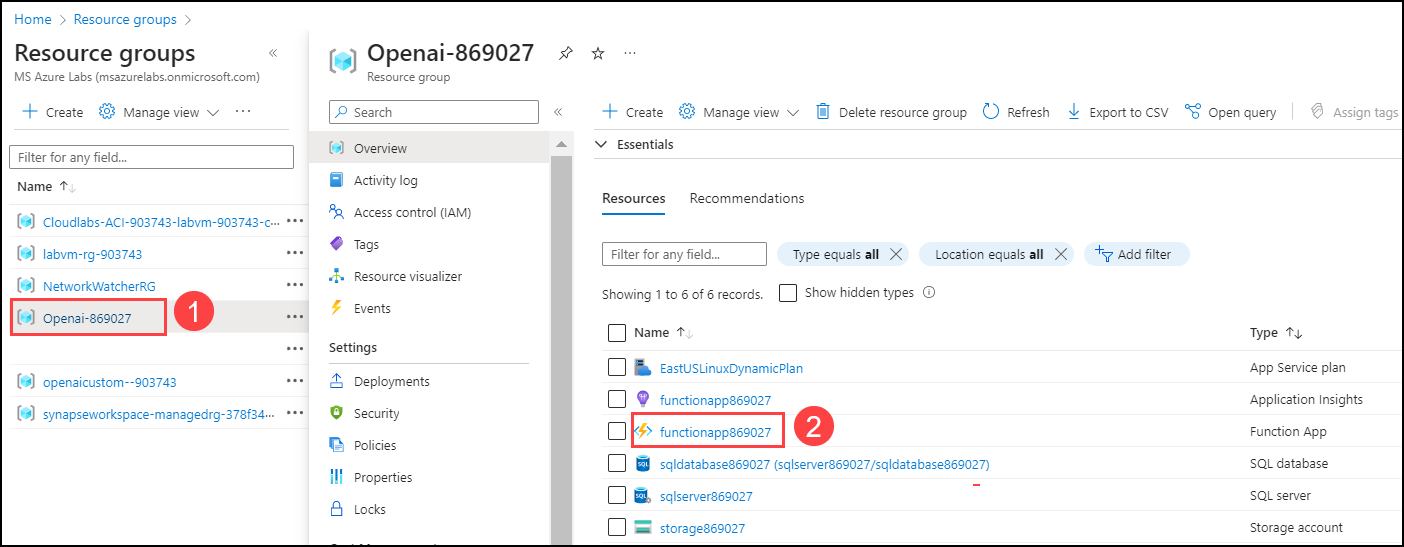 Home > Resource groups >
Resource groups «
MS Azure Labs (msazurelabs.onmicrosoft.com)
+ Create Manage view ···
Filter for any field...
Name ↑↓
Cloudlabs-ACI-903743-labvm-903743-c... ···
labvm-rg-903743 ···
NetworkWatcherRG ···
Openai-869027 ···
1
···
openaicustom--903743 ···
synapseworkspace-managedrg-378f34... ···
Openai-869027 ···
Resource group
Search «
Overview
Activity log
Access control (IAM)
Tags
Resource visualizer
Events
Settings
Deployments
Security
Policies
Properties
Locks
+ Create Manage view Delete resource group Refresh Export to CSV Open query Assign tags
Essentials
Resources Recommendations
Filter for any field... Type equals all Location equals all Add filter
Showing 1 to 6 of 6 records. Show hidden types
Name ↑↓ Type ↑↓
EastUSLinuxDynamicPlan App Service plan
functionapp869027 Application Insights
functionapp869027 2 Function App
sqldatabase869027 (sqlserver869027/sqldatabase869027) SQL database
sqlserver869027 SQL server
storage869027 Storage account